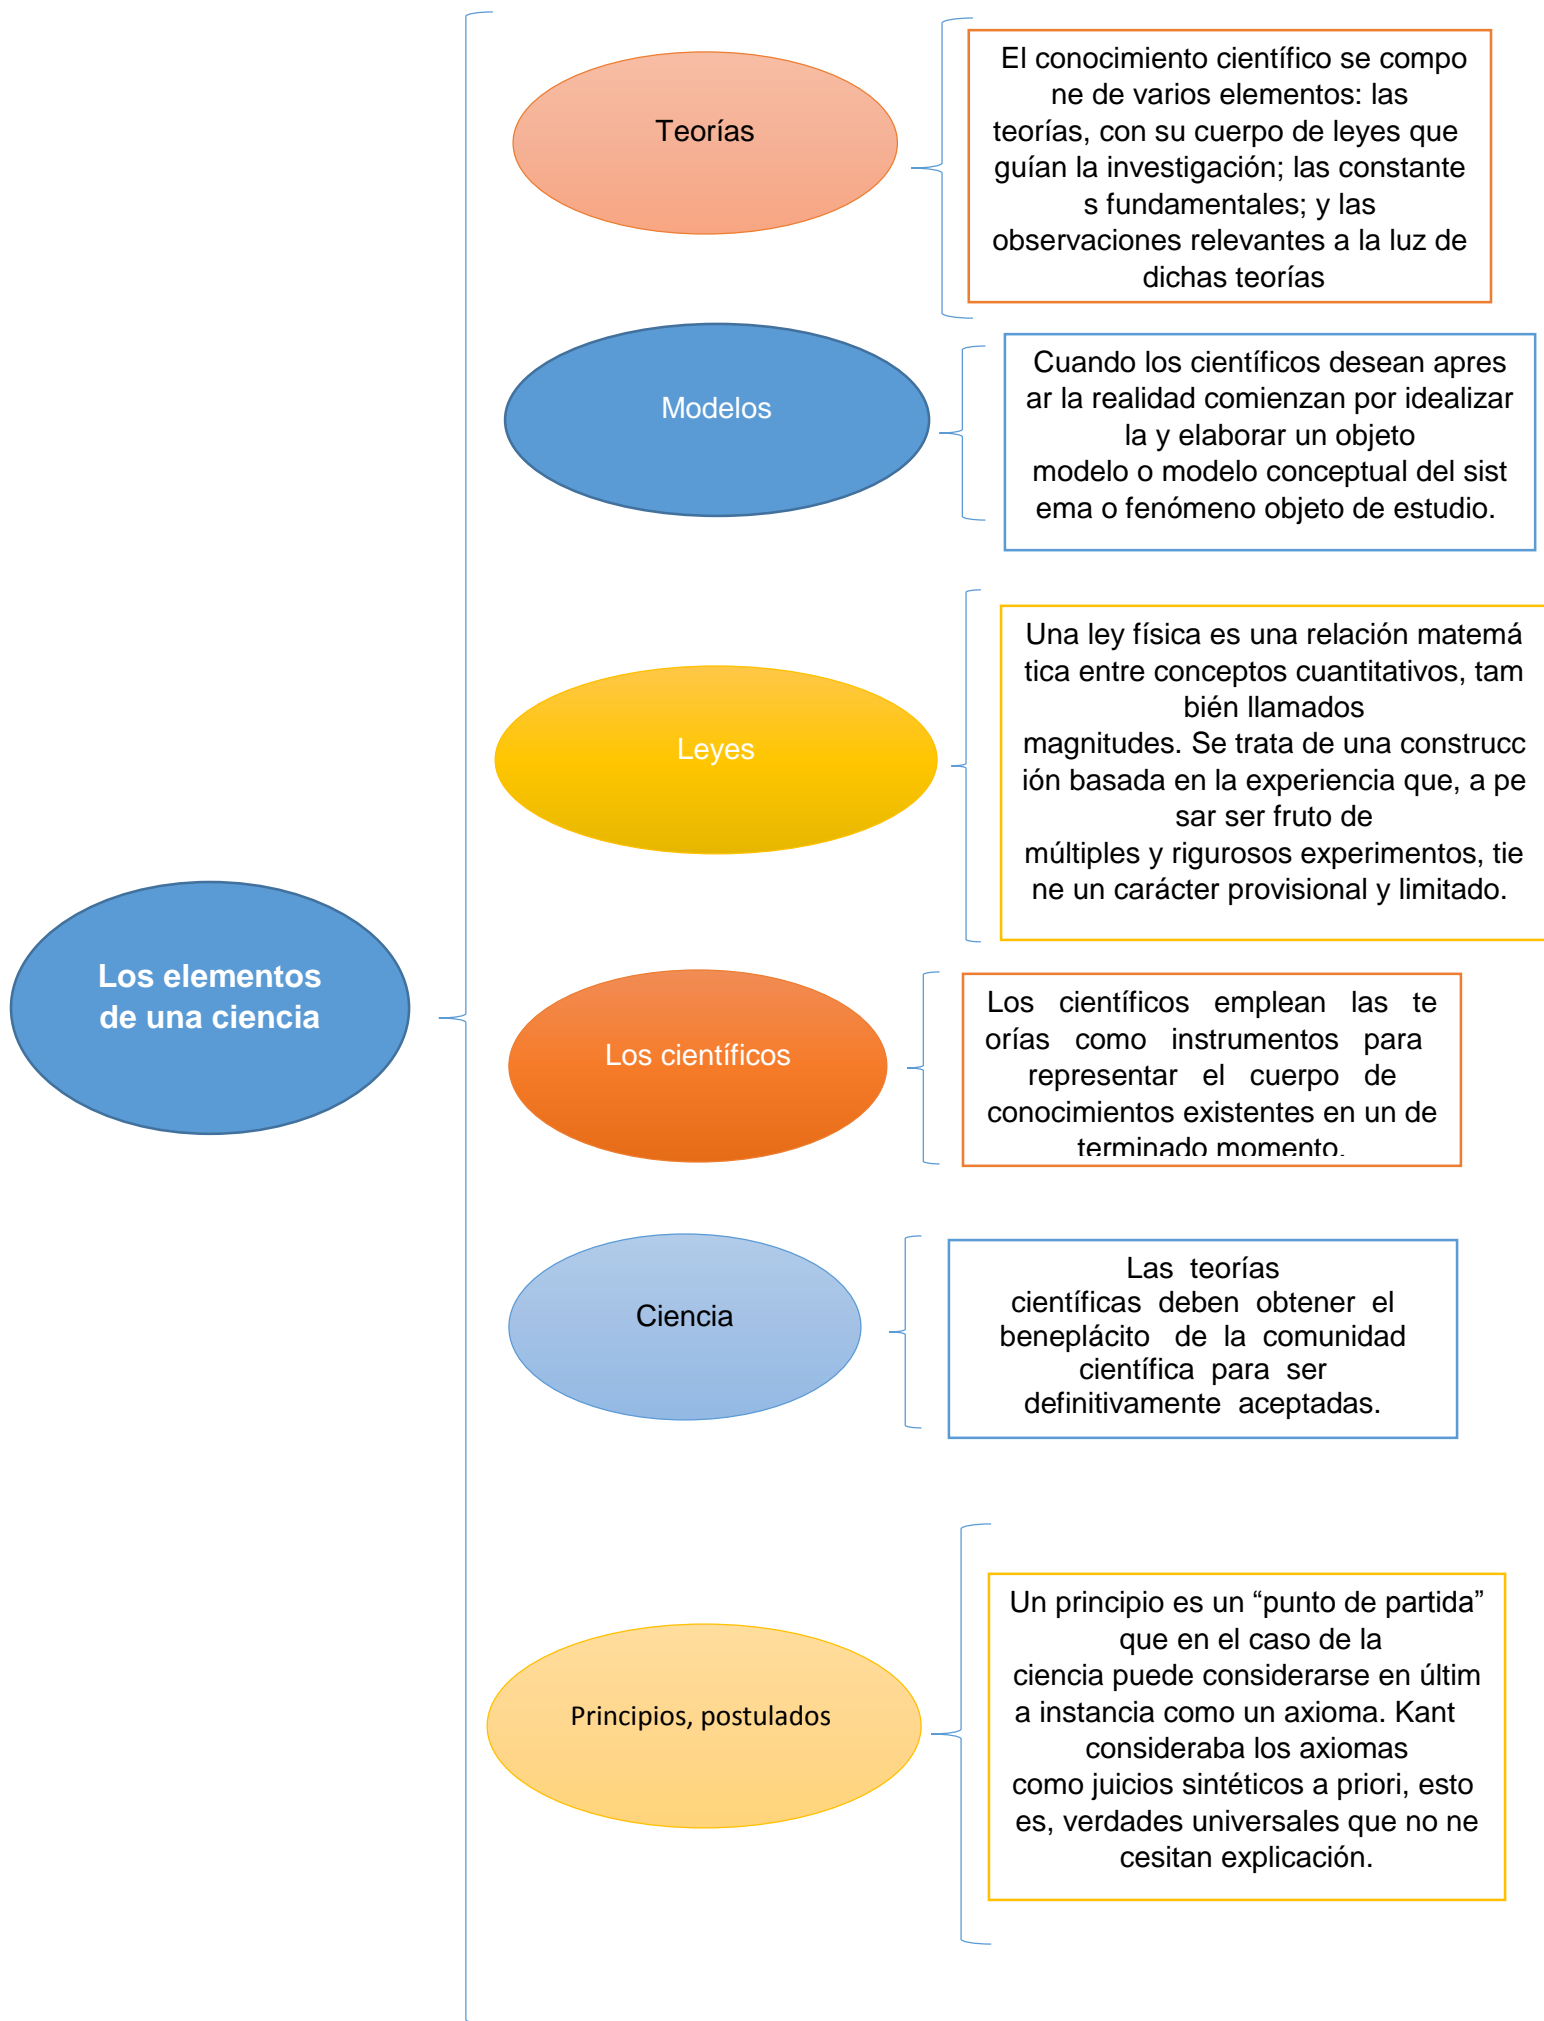 Teorías
El conocimiento científico se compo
ne de varios elementos: las
teorías, con su cuerpo de leyes que
guían la investigación; las constante
s fundamentales; y las
observaciones relevantes a la luz de
dichas teorías
Modelos
Cuando los científicos desean apres
ar la realidad comienzan por idealizar
la y elaborar un objeto
modelo o modelo conceptual del sist
ema o fenómeno objeto de estudio.
Leyes
Una ley física es una relación matemá
tica entre conceptos cuantitativos, tam
bién llamados
magnitudes. Se trata de una construcc
ión basada en la experiencia que, a pe
sar ser fruto de
múltiples y rigurosos experimentos, tie
ne un carácter provisional y limitado.
Los elementos
de una ciencia
Los científicos
Los científicos emplean las te
orías como instrumentos para
representar el cuerpo de
conocimientos existentes en un de
terminado momento.
Ciencia
Las teorías
científicas deben obtener el
beneplácito de la comunidad
científica para ser
definitivamente aceptadas.
Principios, postulados
Un principio es un “punto de partida”
que en el caso de la
ciencia puede considerarse en últim
a instancia como un axioma. Kant
consideraba los axiomas
como juicios sintéticos a priori, esto
es, verdades universales que no ne
cesitan explicación.